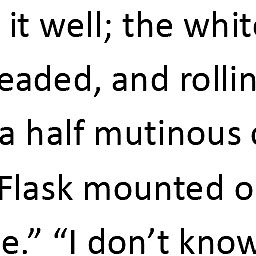 it well; the white
eaded, and rollin
a half mutinous
Flask mounted o
e.” “I don’t know